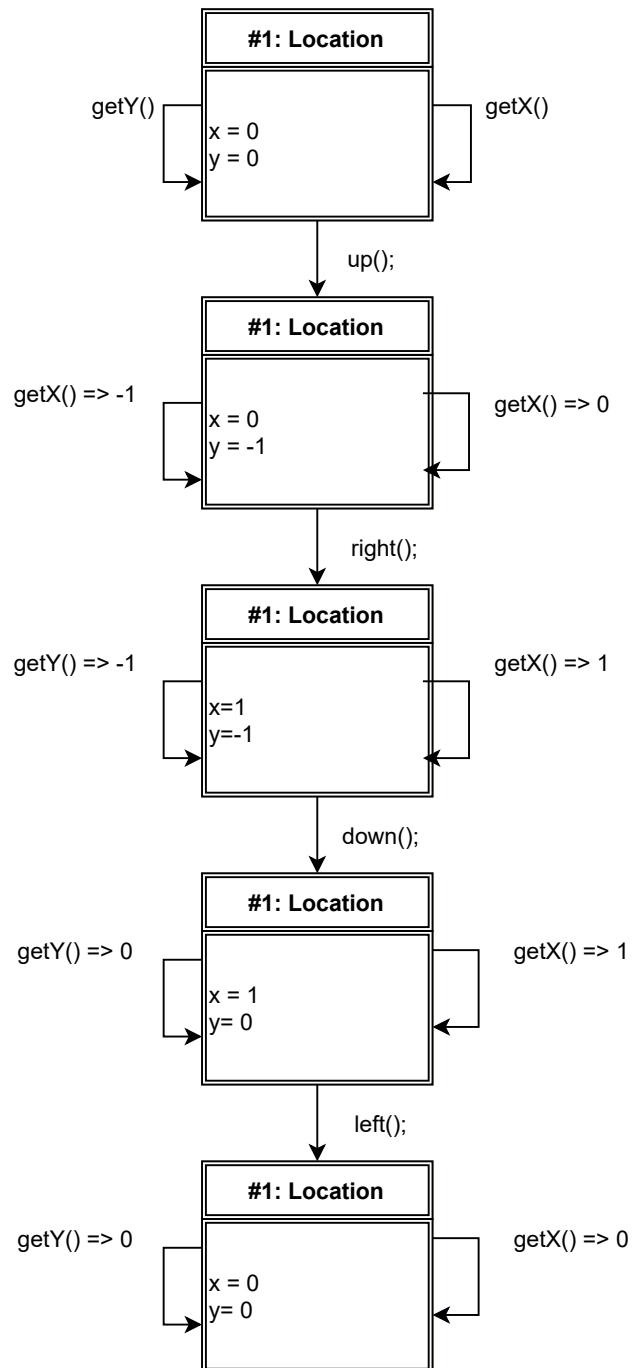 #1: Location
getY()
getX()
x = 0
y = 0
up();
#1: Location
getX() => -1
getX() => 0
x = 0
y = -1
right();
#1: Location
getY() => -1
getX() => 1
x=1
y=-1
down();
#1: Location
getY() => 0
getX() => 1
x = 1
y= 0
left();
#1: Location
getY() => 0
getX() => 0
x = 0
y= 0